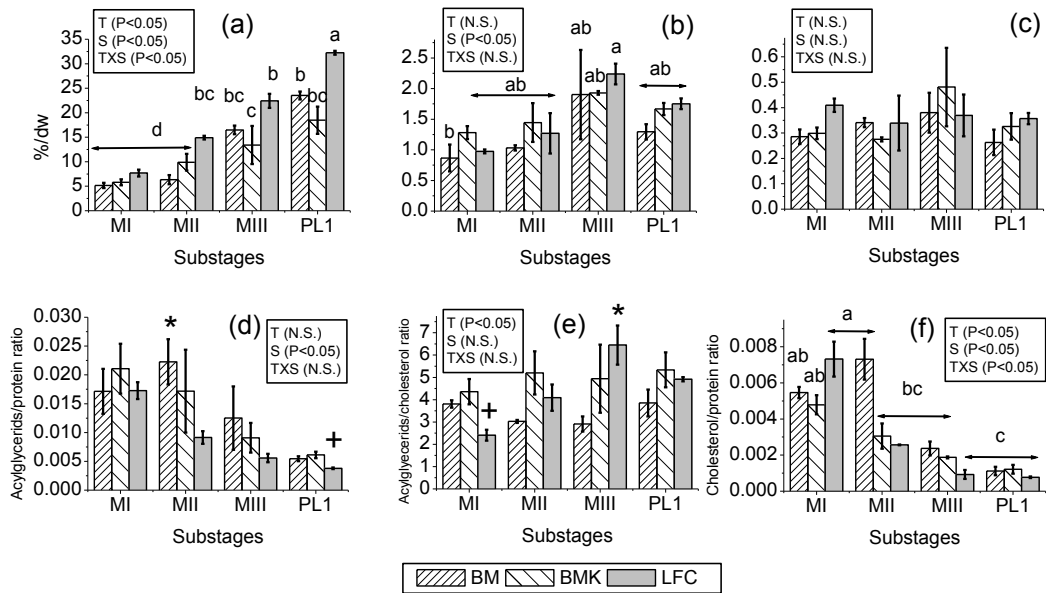 T (P<0.05)
S (P<0.05)
TXS (P<0.05)
(a)
a
b
b
bc
bc
bc
c
d
35
30
25
20
15
10
5
0
%/dw
MI MII MIII PL1
Substages
T (N.S.)
S (P<0.05)
TXS (N.S.)
(b)
ab
a
ab
ab
ab
b
2.5
2.0
1.5
1.0
0.5
0.0
MI MII MIII PL1
Substages
T (N.S.)
S (N.S.)
TXS (N.S.)
(c)
0.6
0.5
0.4
0.3
0.2
0.1
0.0
MI MII MIII PL1
Substages
(d)
T (N.S.)
S (P<0.05)
TXS (N.S.)
*
+
0.030
0.025
0.020
0.015
0.010
0.005
0.000
Acylglycerids/protein ratio
MI MII MIII PL1
Substages
T (P<0.05)
S (N.S.)
TXS (N.S.)
(e)
*
+
7
6
5
4
3
2
1
0
Acylglycerids/cholesterol ratio
MI MII MIII PL1
Substages
a
(f)
T (P<0.05)
S (P<0.05)
TXS (P<0.05)
ab
ab
bc
c
0.008
0.006
0.004
0.002
0.000
Cholesterol/protein ratio
MI MII MIII PL1
Substages
BM BMK LFC